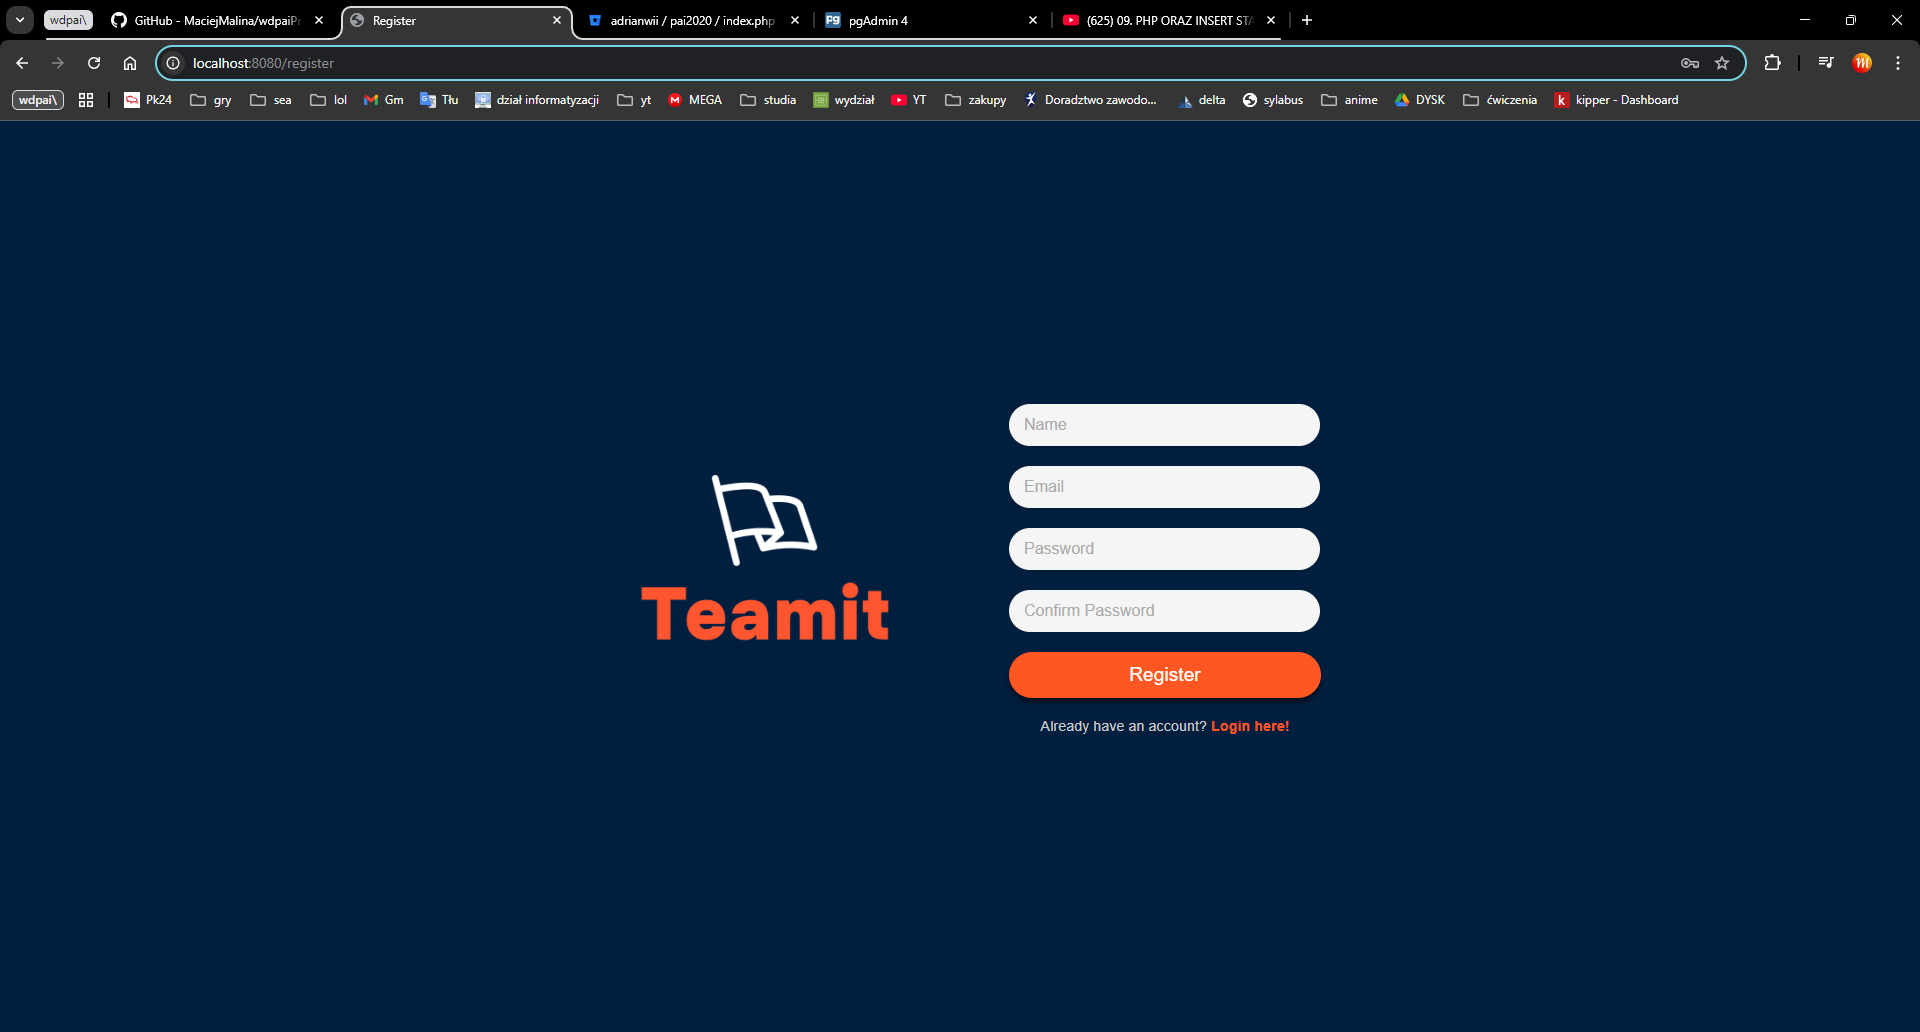 wdpai\ GitHub - MaciejMalina/wdpaiPr Register adrianwii / pai2020 / index.php pgAdmin 4 (625) 09. PHP ORAZ INSERT STA
localhost:8080/register
wdpai\ Pk24 gry sea lol Gm Tłu dział informatyzacji yt MEGA studia wydział YT zakupy Doradztwo zawodo... delta sylabus anime DYSK ćwiczenia kipper - Dashboard
Name
Email
Password
Confirm Password
Teamit
Register
Already have an account? Login here!